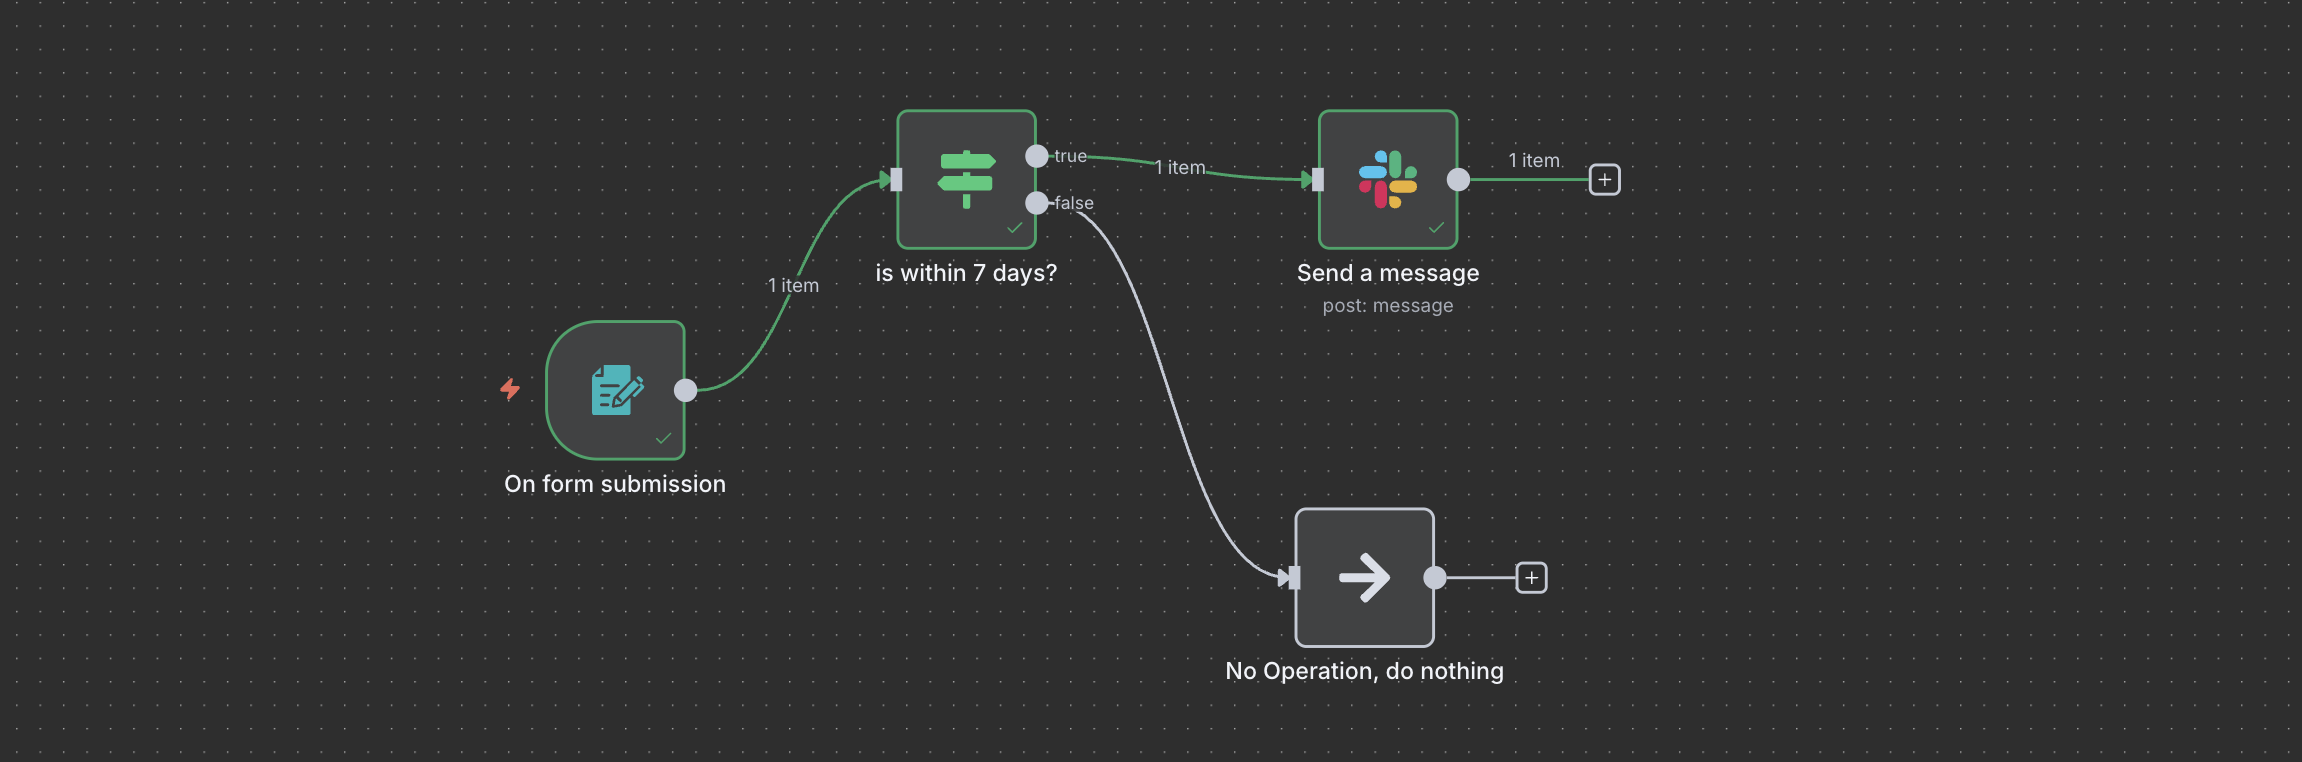 true
1 item
1 item
false
is within 7 days?
Send a message
1 item
post: message
On form submission
No Operation, do nothing